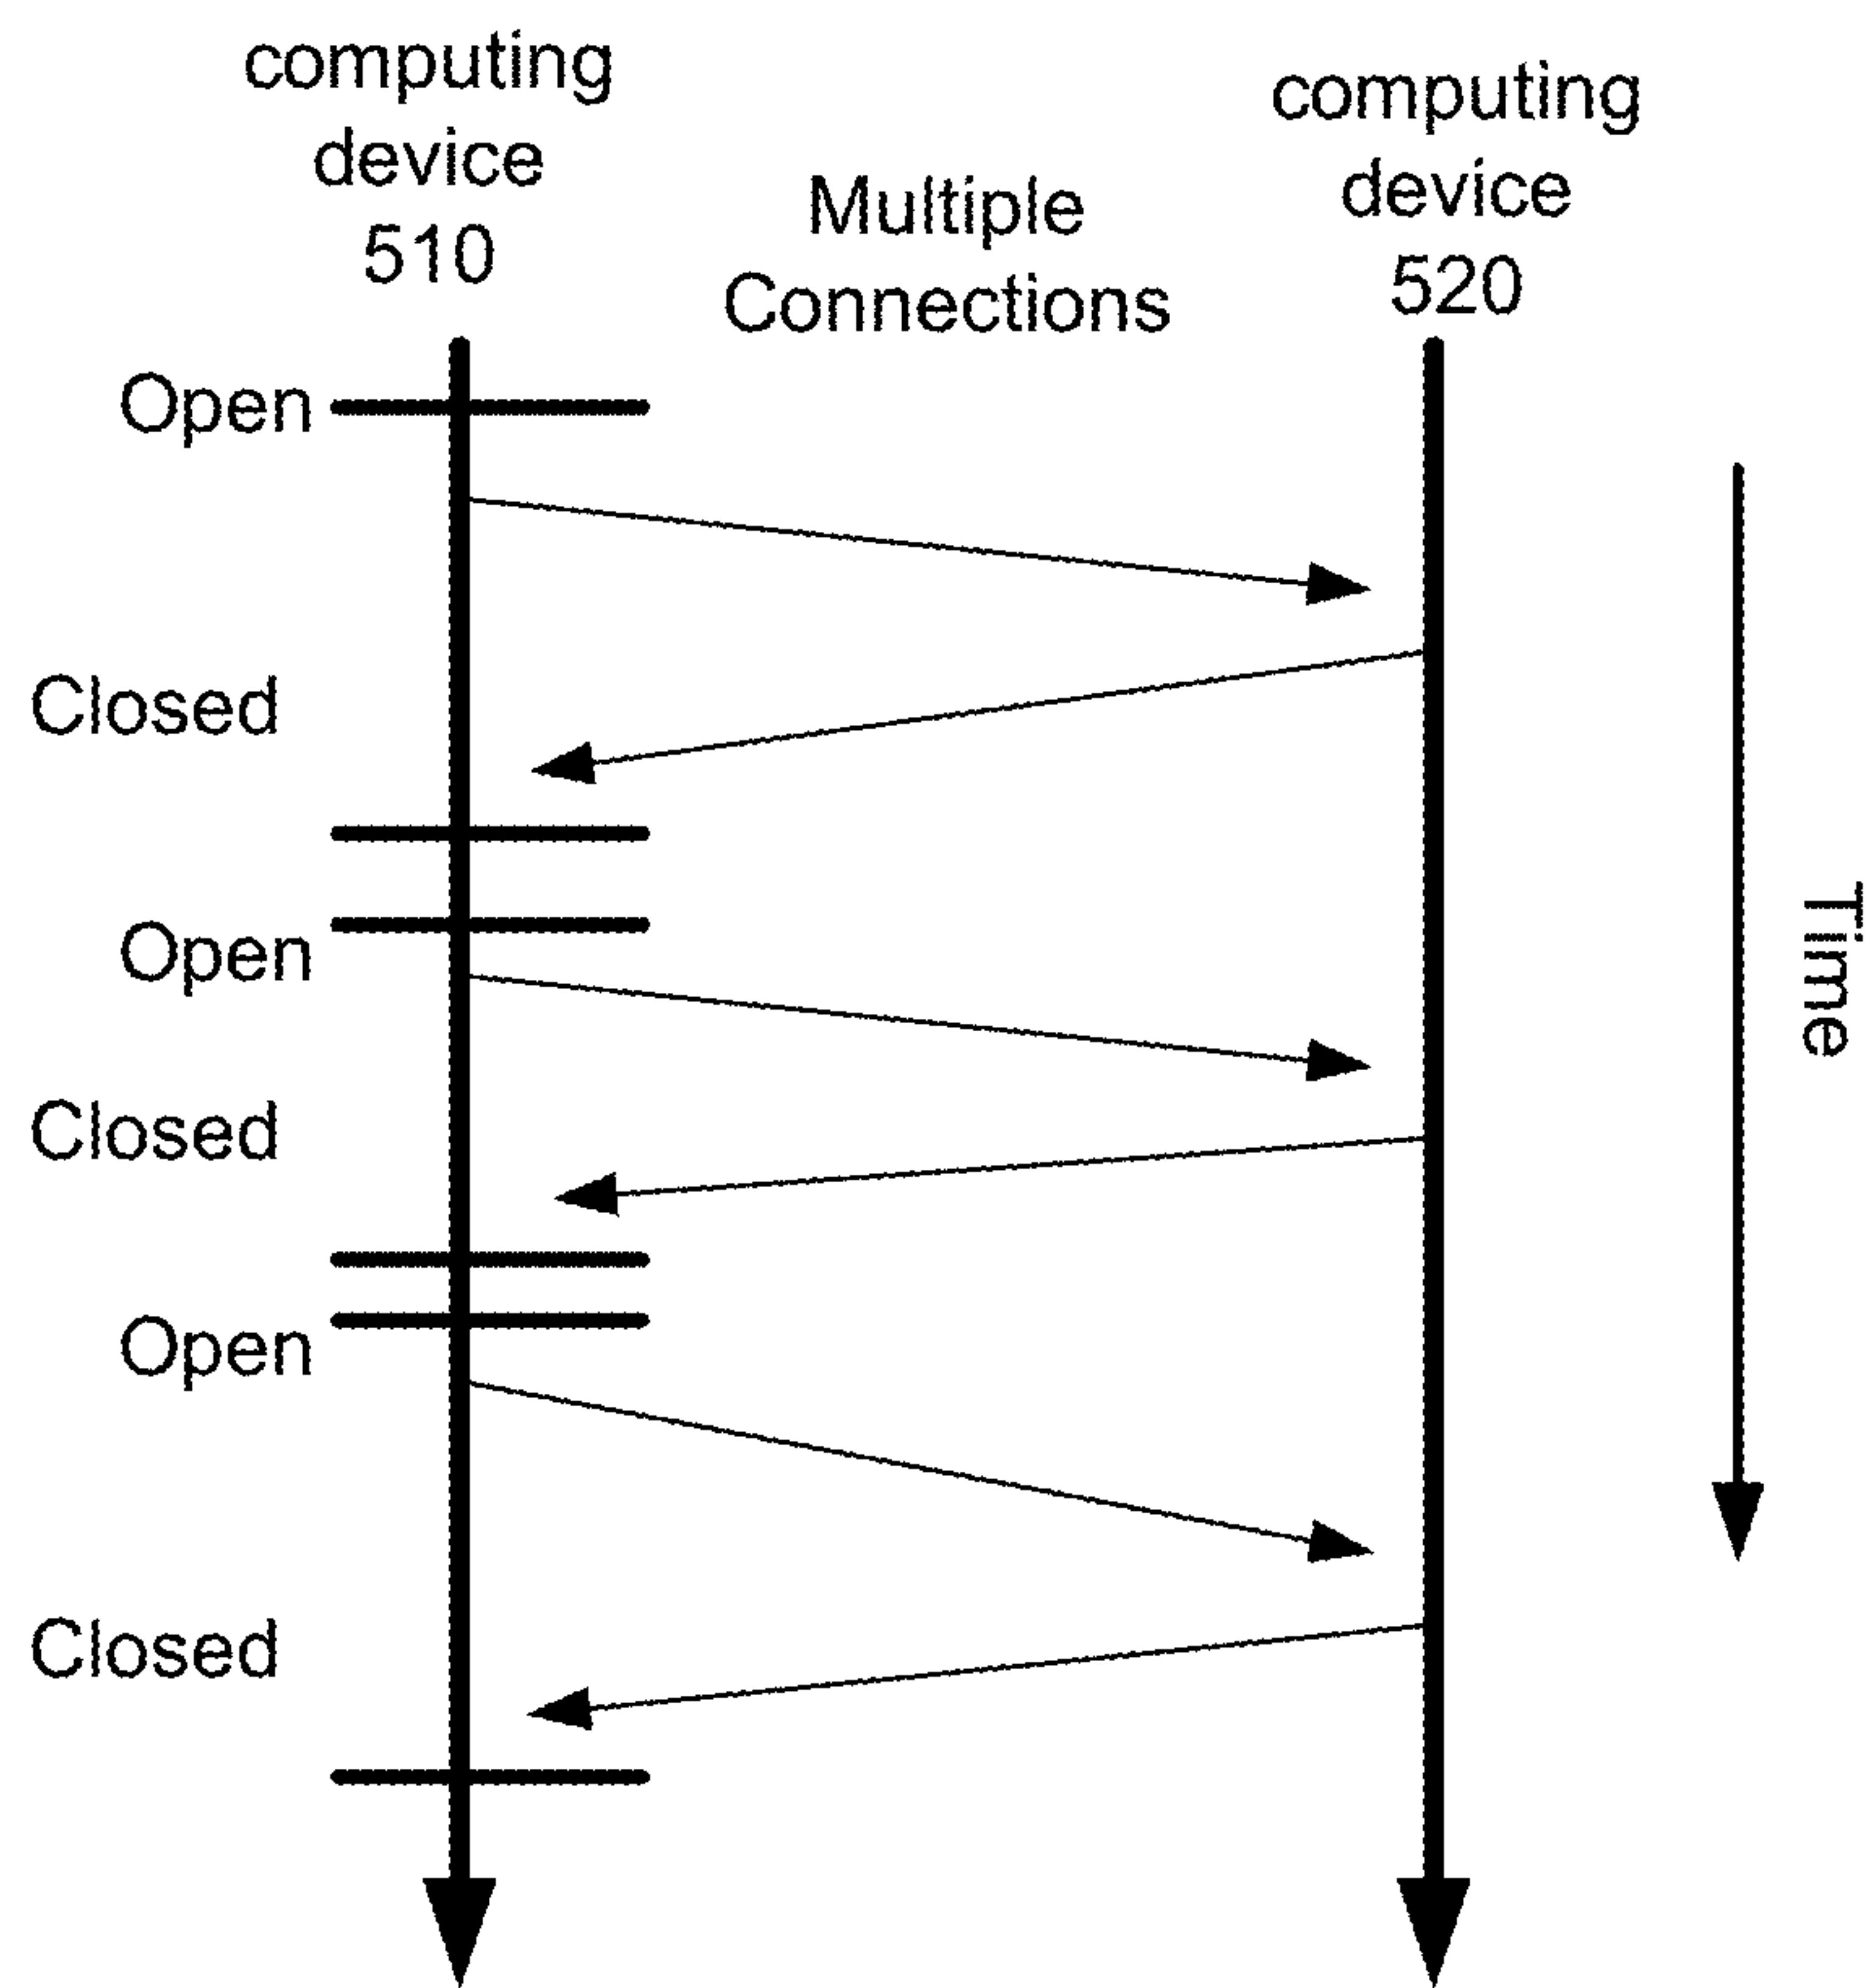 computing
device
510
Multiple
Connections
computing
device
520
Open
Closed
Open
Closed
Open
Closed
Time